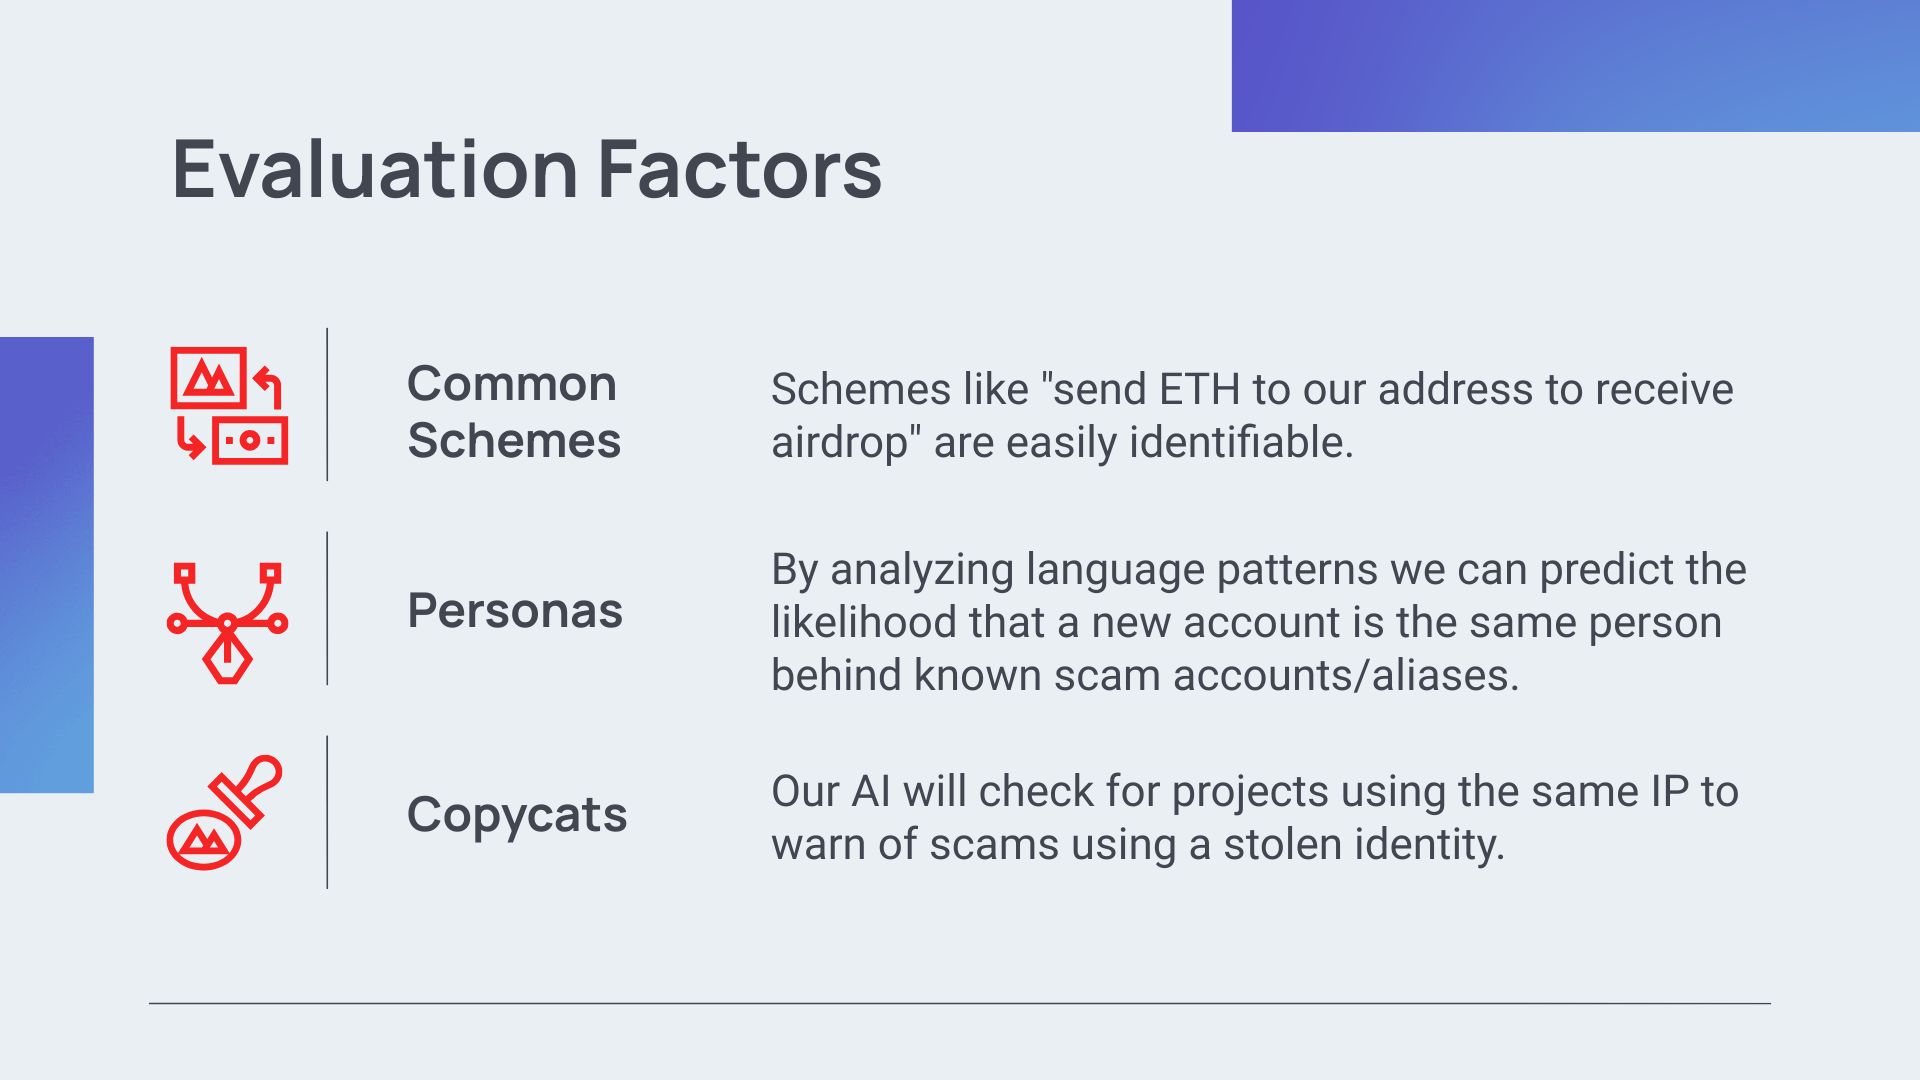 Evaluation Factors
Common
Schemes
Schemes like "send ETH to our address to receive
airdrop" are easily identifiable.
Personas
By analyzing language patterns we can predict the
likelihood that a new account is the same person
behind known scam accounts/aliases.
Copycats
Our AI will check for projects using the same IP to
warn of scams using a stolen identity.